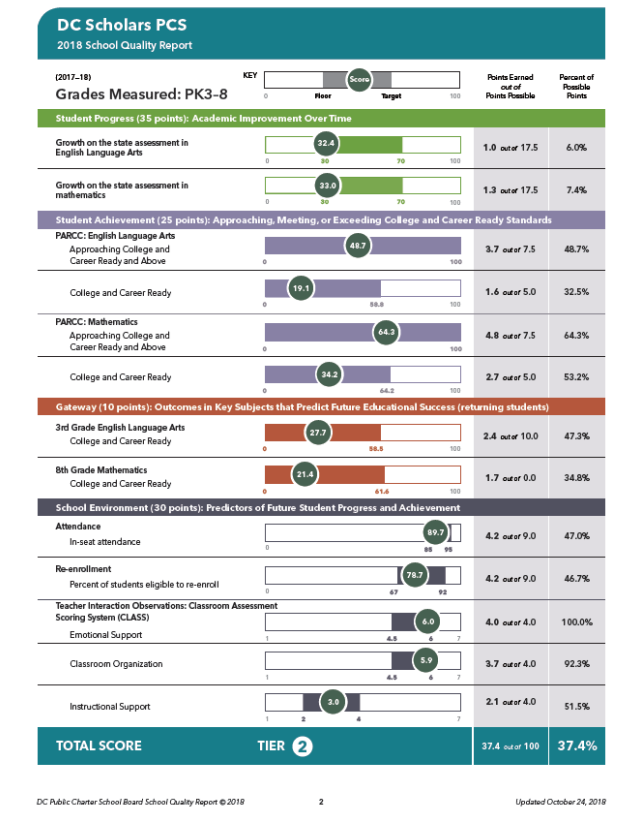 DC Scholars PCS
2018 School Quality Report
(2017–18)
Grades Measured: PK3–8
KEY
Score
0 Floor Target 100
Points Earned
out of
Points Possible
Percent of
Possible
Points
Student Progress (35 points): Academic Improvement Over Time
Growth on the state assessment in
English Language Arts
32.4
0 30 70 100
1.0 out of 17.5 6.0%
Growth on the state assessment in
mathematics
33.0
0 30 70 100
1.3 out of 17.5 7.4%
Student Achievement (25 points): Approaching, Meeting, or Exceeding College and Career Ready Standards
PARCC: English Language Arts
Approaching College and
Career Ready and Above
48.7
0 100
3.7 out of 7.5 48.7%
College and Career Ready
19.1
0 58.8 100
1.6 out of 5.0 32.5%
PARCC: Mathematics
Approaching College and
Career Ready and Above
64.3
0 100
4.8 out of 7.5 64.3%
College and Career Ready
34.2
0 64.2 100
2.7 out of 5.0 53.2%
Gateway (10 points): Outcomes in Key Subjects that Predict Future Educational Success (returning students)
3rd Grade English Language Arts
College and Career Ready
27.7
0 58.5 100
2.4 out of 10.0 47.3%
8th Grade Mathematics
College and Career Ready
21.4
0 61.6 100
1.7 out of 0.0 34.8%
School Environment (30 points): Predictors of Future Student Progress and Achievement
Attendance
In-seat attendance
89.7
0 85 95
4.2 out of 9.0 47.0%
Re-enrollment
Percent of students eligible to re-enroll
78.7
0 67 92
4.2 out of 9.0 46.7%
Teacher Interaction Observations: Classroom Assessment
Scoring System (CLASS)
Emotional Support
6.0
1 4.5 6 7
4.0 out of 4.0 100.0%
Classroom Organization
5.9
1 4.5 6 7
3.7 out of 4.0 92.3%
Instructional Support
3.0
1 2 4 7
2.1 out of 4.0 51.5%
TOTAL SCORE TIER 2 37.4 out of 100 37.4%
DC Public Charter School Board School Quality Report © 2018 2 Updated October 24, 2018